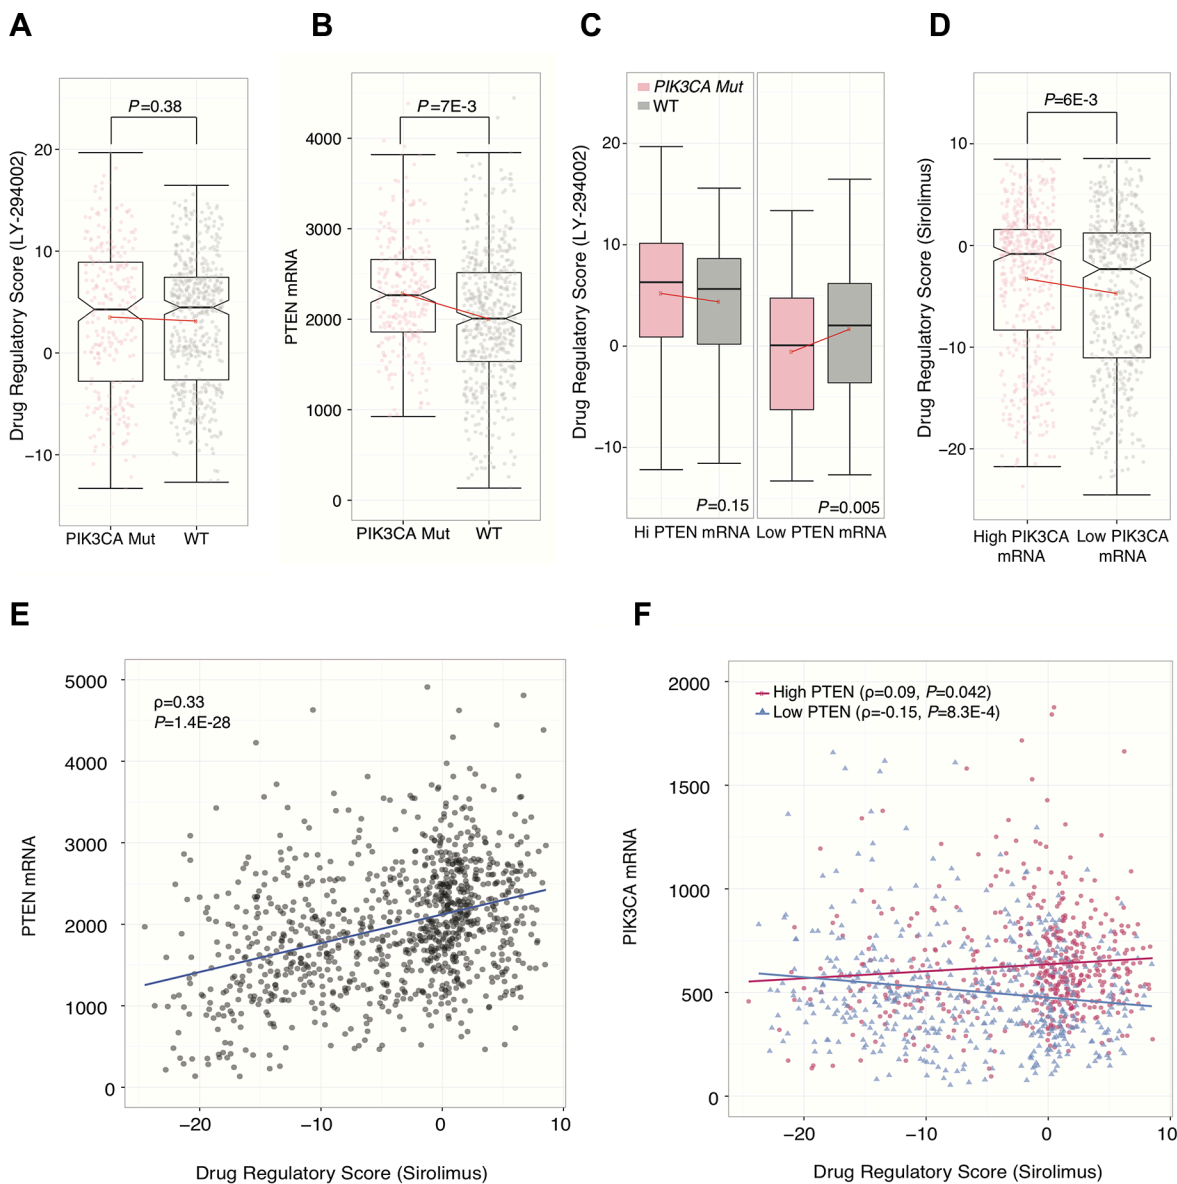 A
B
C
D
P=0.38
Drug Regulatory Score (LY-294002)
20
10
0
−10
PIK3CA Mut
WT
P=7E-3
PTEN mRNA
4000
3000
2000
1000
0
PIK3CA Mut
WT
PIK3CA Mut
WT
Drug Regulatory Score (LY-294002)
20
10
0
−10
P=0.15
P=0.005
Hi PTEN mRNA
Low PTEN mRNA
P=6E-3
Drug Regulatory Score (Sirolimus)
10
0
−10
−20
High PIK3CA
mRNA
Low PIK3CA
mRNA
E
F
ρ=0.33
P=1.4E-28
PTEN mRNA
5000
4000
3000
2000
1000
0
−20
−10
0
10
Drug Regulatory Score (Sirolimus)
High PTEN (ρ=0.09, P=0.042)
Low PTEN (ρ=-0.15, P=8.3E-4)
PIK3CA mRNA
2000
1500
1000
500
0
−20
−10
0
10
Drug Regulatory Score (Sirolimus)